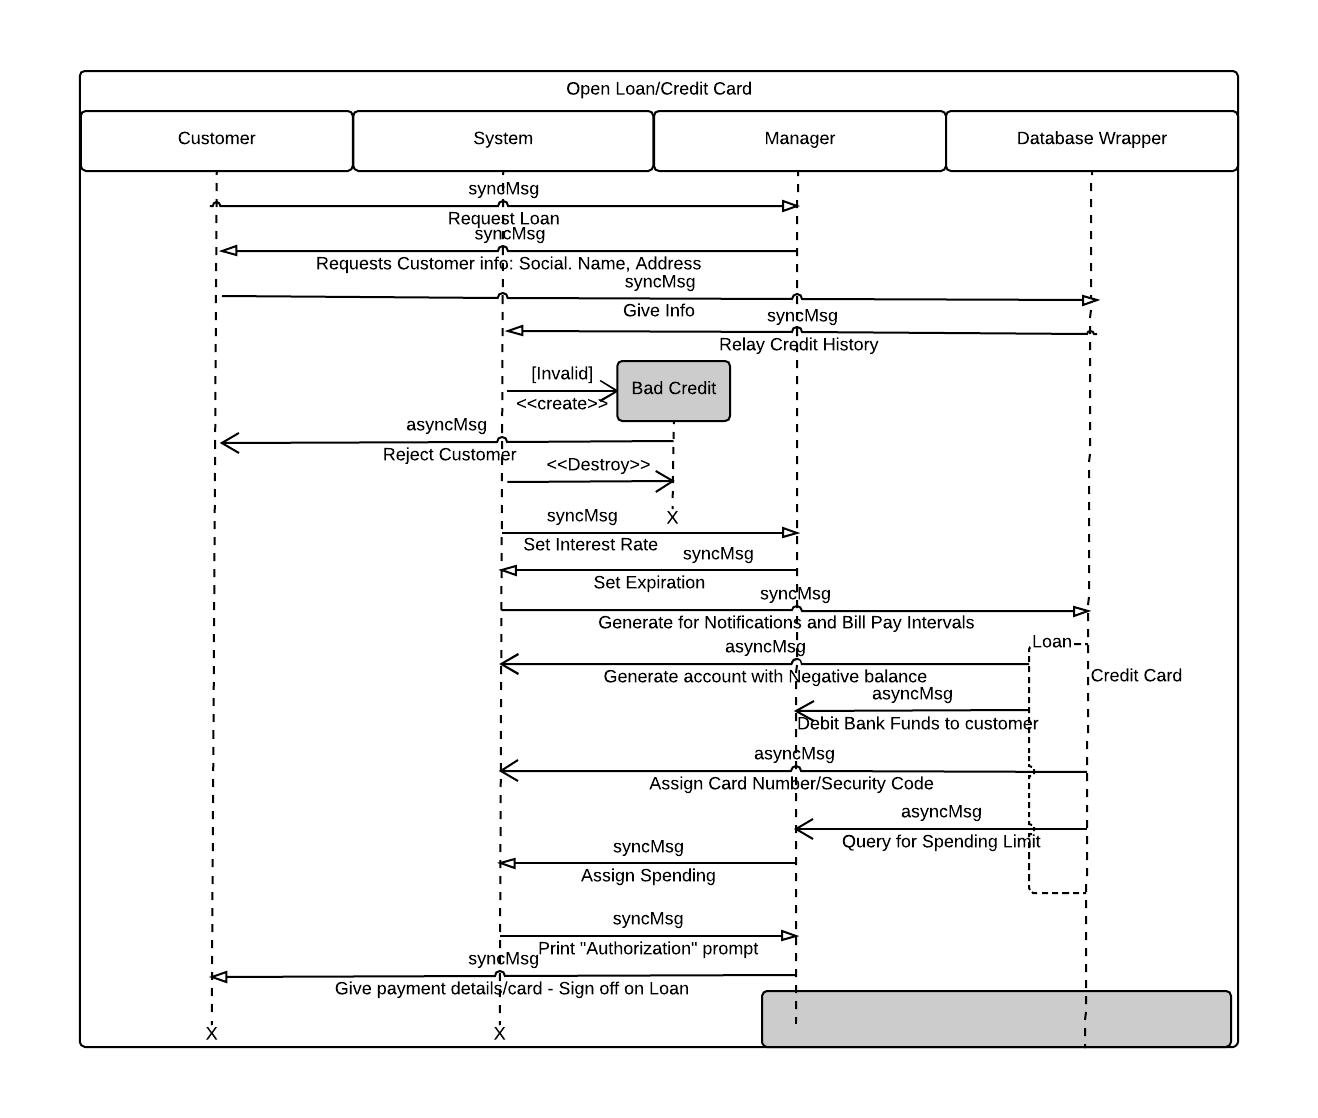 Open Loan/Credit Card
Customer
System
Manager
Database Wrapper
syncMsg
Request Loan
syncMsg
Requests Customer info: Social. Name, Address
syncMsg
Give Info
syncMsg
Relay Credit History
[Invalid]
Bad Credit
<<create>>
asyncMsg
Reject Customer
<<Destroy>>
X
syncMsg
Set Interest Rate
syncMsg
Set Expiration
syncMsg
Generate for Notifications and Bill Pay Intervals
Loan
asyncMsg
Generate account with Negative balance
Credit Card
asyncMsg
Debit Bank Funds to customer
asyncMsg
Assign Card Number/Security Code
asyncMsg
Query for Spending Limit
syncMsg
Assign Spending
syncMsg
Print "Authorization" prompt
syncMsg
Give payment details/card - Sign off on Loan
X
X